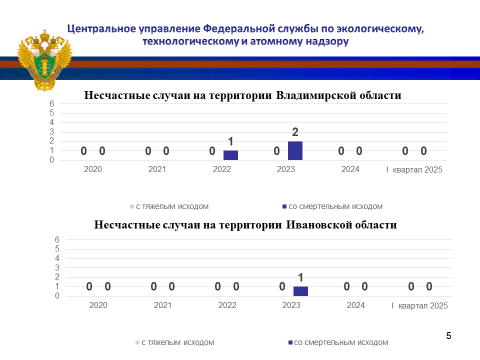 Центральное управление Федеральной службы по экологическому,
технологическому и атомному надзору
Несчастные случаи на территории Владимирской области
6
5
4
3
2
1
0
0 0 0 0 0 1 0 2 0 0 0 0
2020 2021 2022 2023 2024 I квартал 2025
с тяжелым исходом со смертельным исходом
Несчастные случаи на территории Ивановской области
6
5
4
3
2
1
0
0 0 0 0 0 0 0 1 0 0 0 0
2020 2021 2022 2023 2024 I квартал 2025
с тяжелым исходом со смертельным исходом
5